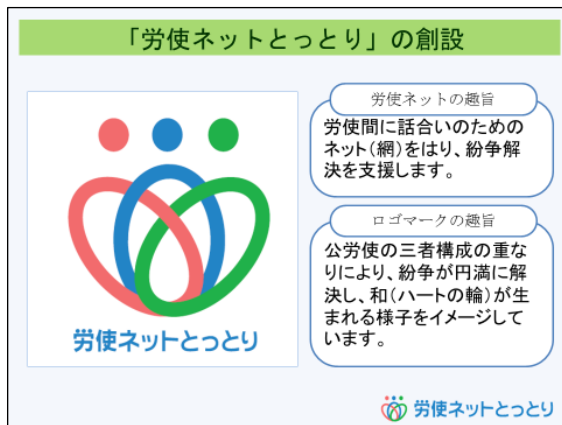 「労使ネットとっとり」の創設
労使ネットとっとり
労使ネットの趣旨
労使間に話合いのための
ネット(網)をはり、紛争解
決を支援します。
ロゴマークの趣旨
公労使の三者構成の重な
りにより、紛争が円満に解
決し、和(ハートの輪)が生
まれる様子をイメージして
います。
労使ネットとっとり